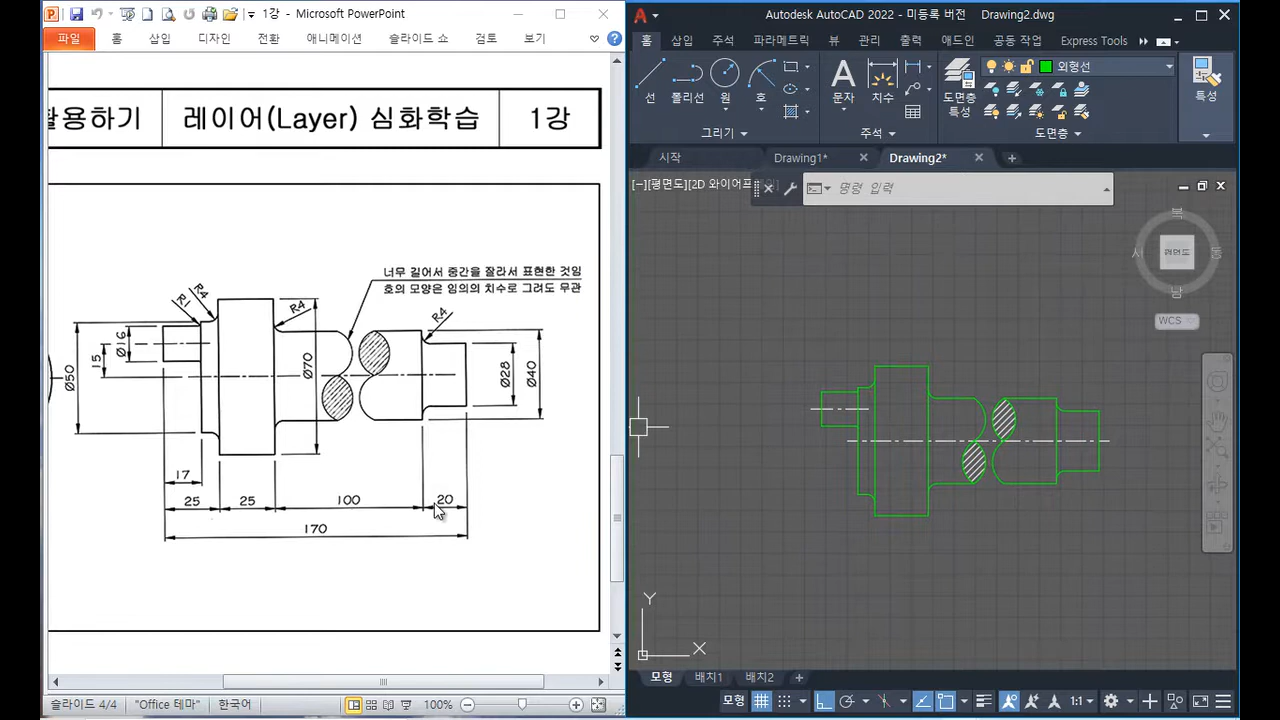 1강 - Microsoft PowerPoint
파일 홈 삽입 디자인 전환 애니메이션 슬라이드 쇼 검토 보기
활용하기 레이어(Layer) 심화학습 1강
너무 길어서 중간을 잘라서 표현한 것임
호의 모양은 임의의 치수로 그려도 무관
R1
R4
R4
R4
Ø50
15
Ø16
Ø70
Ø28
Ø40
17
25 25 100 20
170
슬라이드 4/4 "Office 테마" 한국어 100%
Autodesk AutoCAD 2022 - 미등록 버전 Drawing2.dwg
홈 삽입 주석 파라메트릭 뷰 관리 출력 애드인 공동 작업 Express Tools
외형선
선 폴리선 원 호 문자 치수 도면층 특성 특성
그리기 주석 도면층
시작 Drawing1* Drawing2*
[−][평면도][2D 와이어프
명령 입력
북
서 평면도 동
남
WCS
Y
X
모형 배치1 배치2
모형 1:1